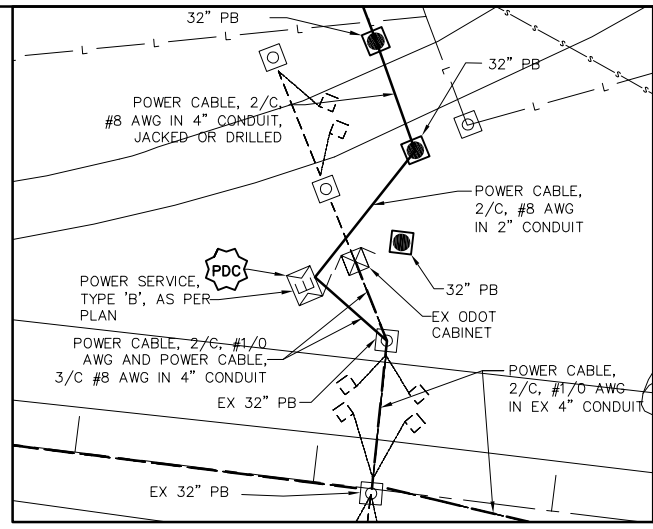 32" PB
L
L
L
S
S
S
S
S
32" PB
POWER CABLE, 2/C,
#8 AWG IN 4" CONDUIT,
JACKED OR DRILLED
L
L
L
POWER CABLE,
2/C, #8 AWG
IN 2" CONDUIT
PDC
E
32" PB
POWER SERVICE,
TYPE 'B', AS PER
PLAN
EX ODOT
CABINET
POWER CABLE, 2/C, #1/0
AWG AND POWER CABLE,
3/C #8 AWG IN 4" CONDUIT
POWER CABLE,
2/C, #1/0 AWG
IN EX 4" CONDUIT
EX 32" PB
EX 32" PB